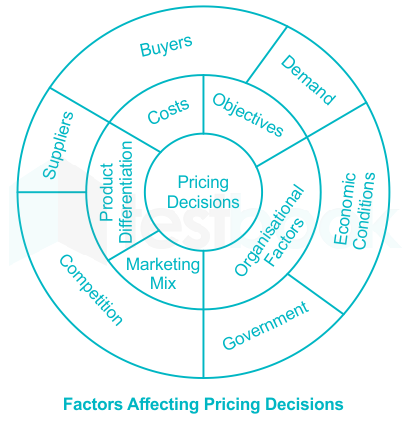 Buyers
Demand
Suppliers
Costs
Objectives
Product
Differentiation
Pricing
Decisions
Economic
Conditions
Organisational
Factors
Marketing
Mix
Competition
Government
Factors Affecting Pricing Decisions